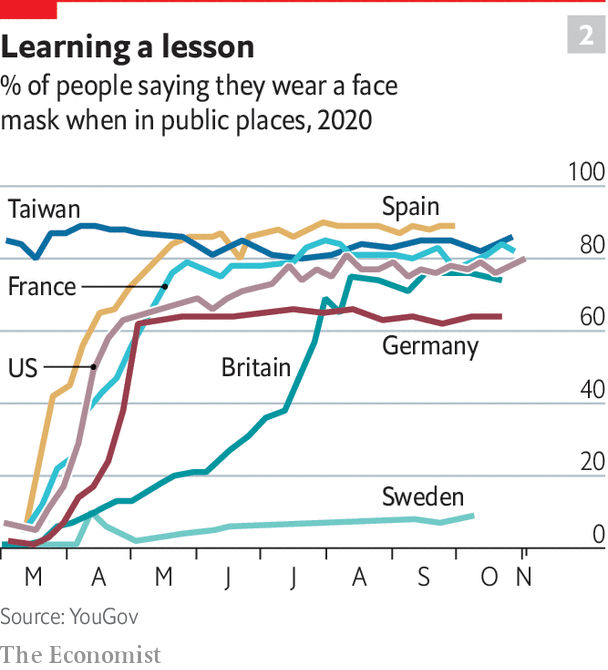 Learning a lesson
2
% of people saying they wear a face
mask when in public places, 2020
100
Taiwan
Spain
80
France
60
Germany
US
Britain
40
20
Sweden
0
M A M J J A S O N
Source: YouGov
The Economist